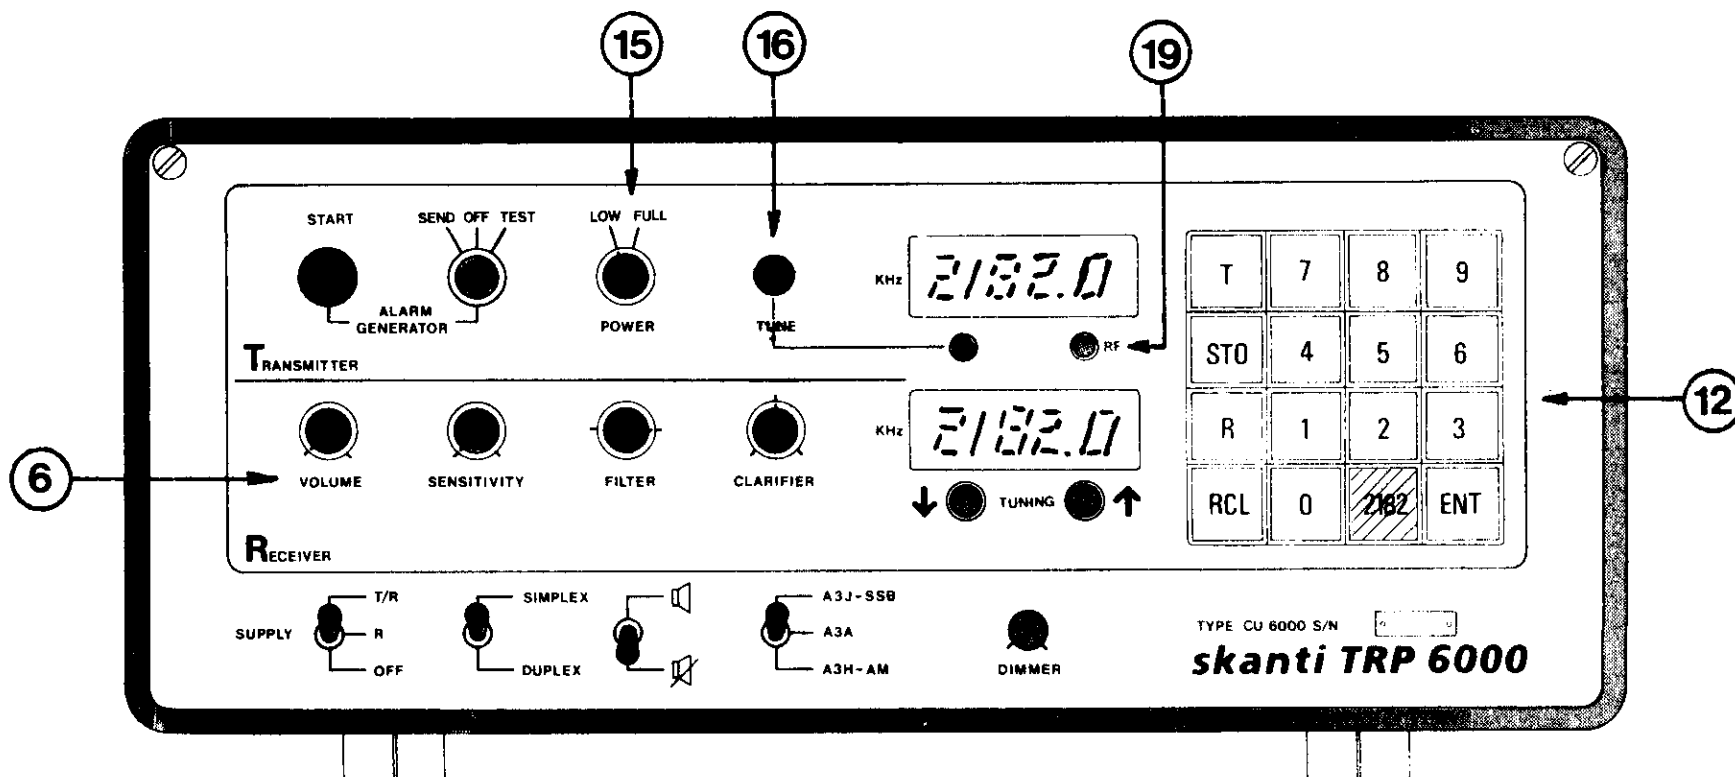 15 16 19
START
SEND OFF TEST
LOW FULL
ALARM
GENERATOR
POWER
TUNE
KHz
2182.0
RF
TRANSMITTER
VOLUME
SENSITIVITY
FILTER
CLARIFIER
KHz
2182.0
TUNING
RECEIVER
T 7 8 9
STO 4 5 6
R 1 2 3
RCL 0 2182 ENT
6
12
SUPPLY
T/R
R
OFF
SIMPLEX
DUPLEX
A3J-SSB
A3A
A3H-AM
DIMMER
TYPE CU 6000 S/N
skanti TRP 6000